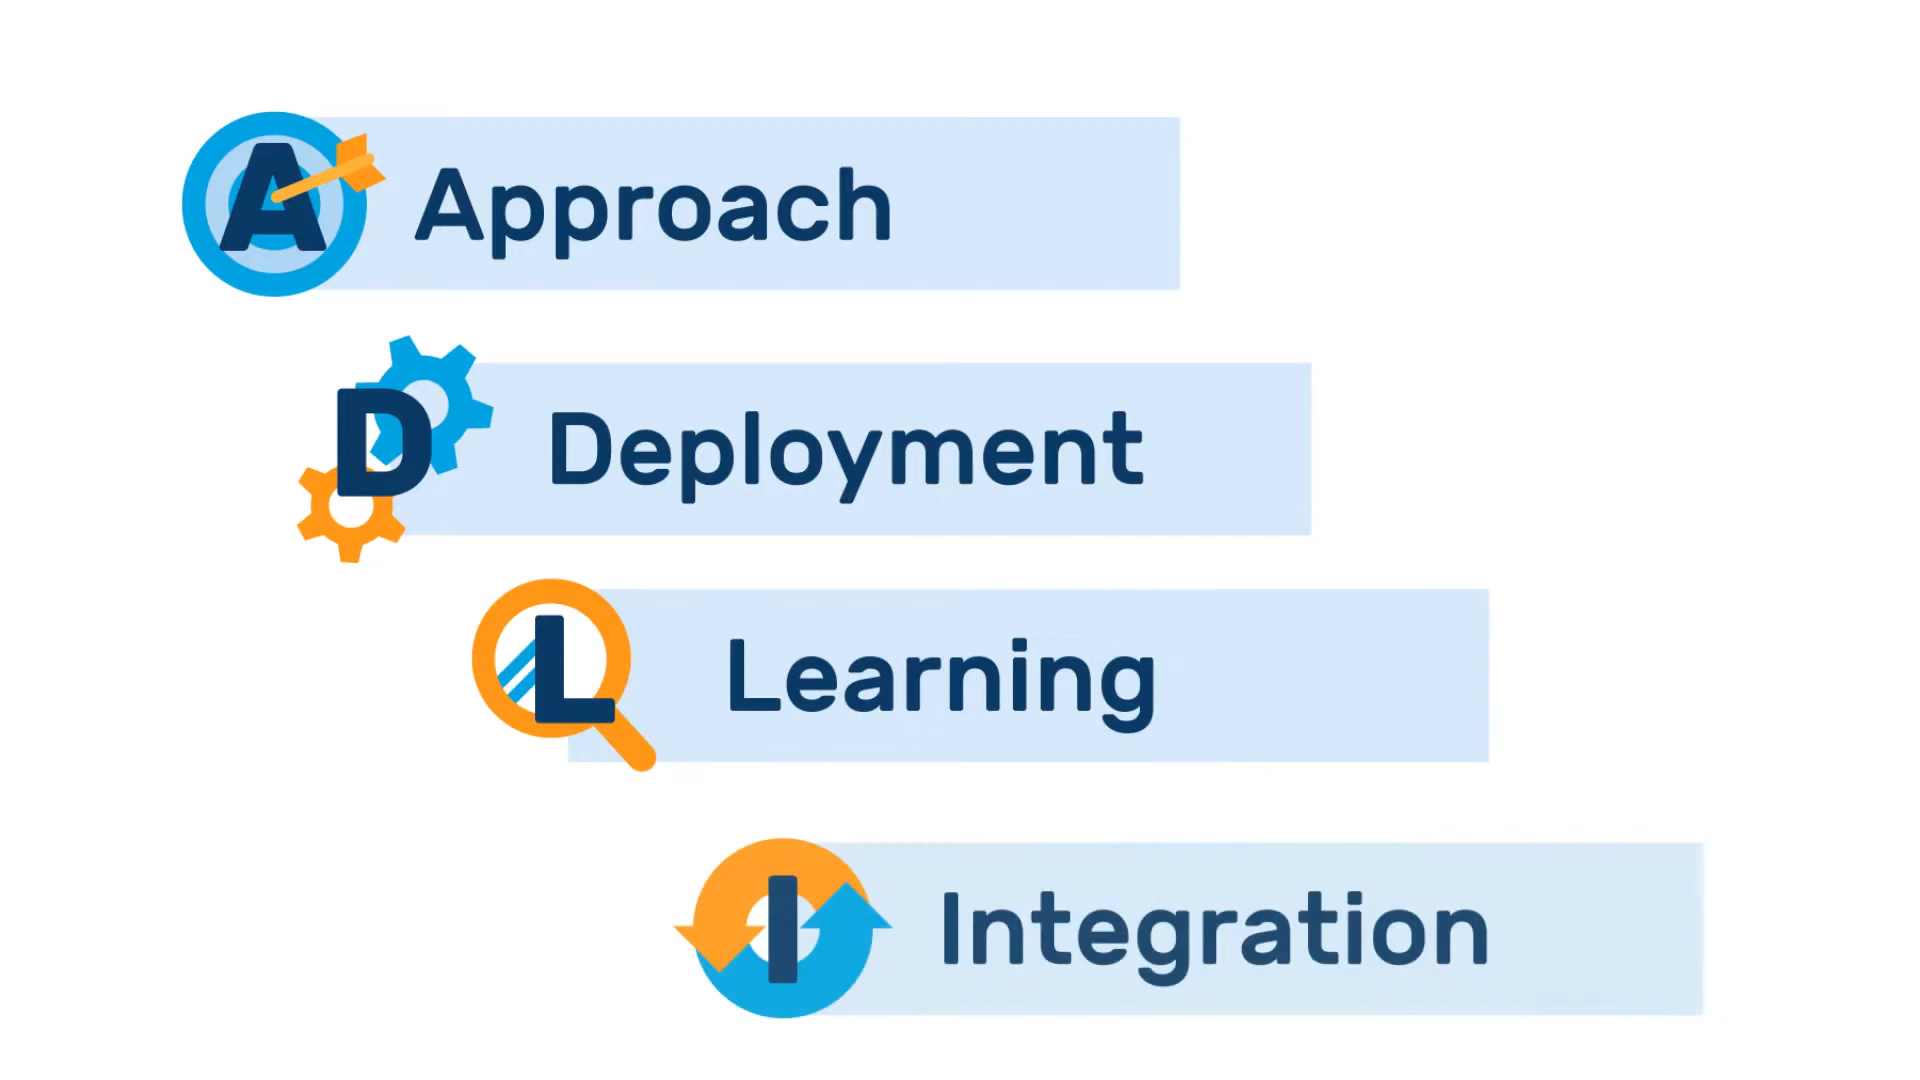 A Approach
D Deployment
L Learning
I Integration